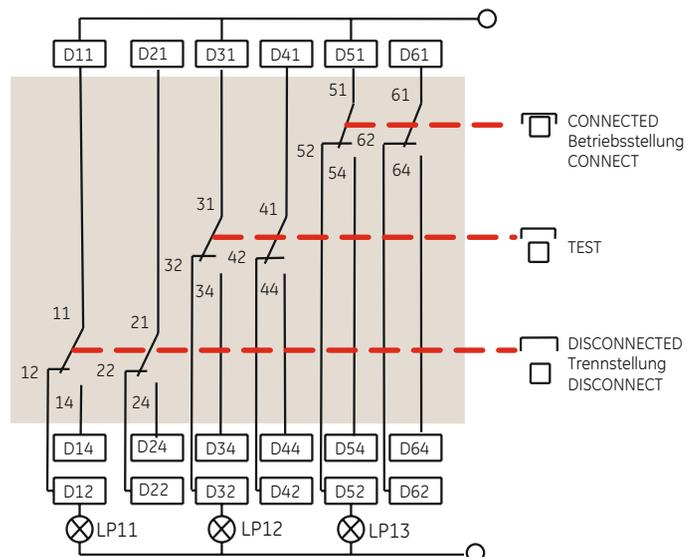 D11 D21 D31 D41 D51 D61
51 61
CONNECTED
Betriebsstellung
CONNECT
52 62
54 64
31 41
TEST
32 42
34 44
11 21
DISCONNECTED
Trennstellung
DISCONNECT
12 22
14 24
D14 D24 D34 D44 D54 D64
D12 D22 D32 D42 D52 D62
LP11 LP12 LP13